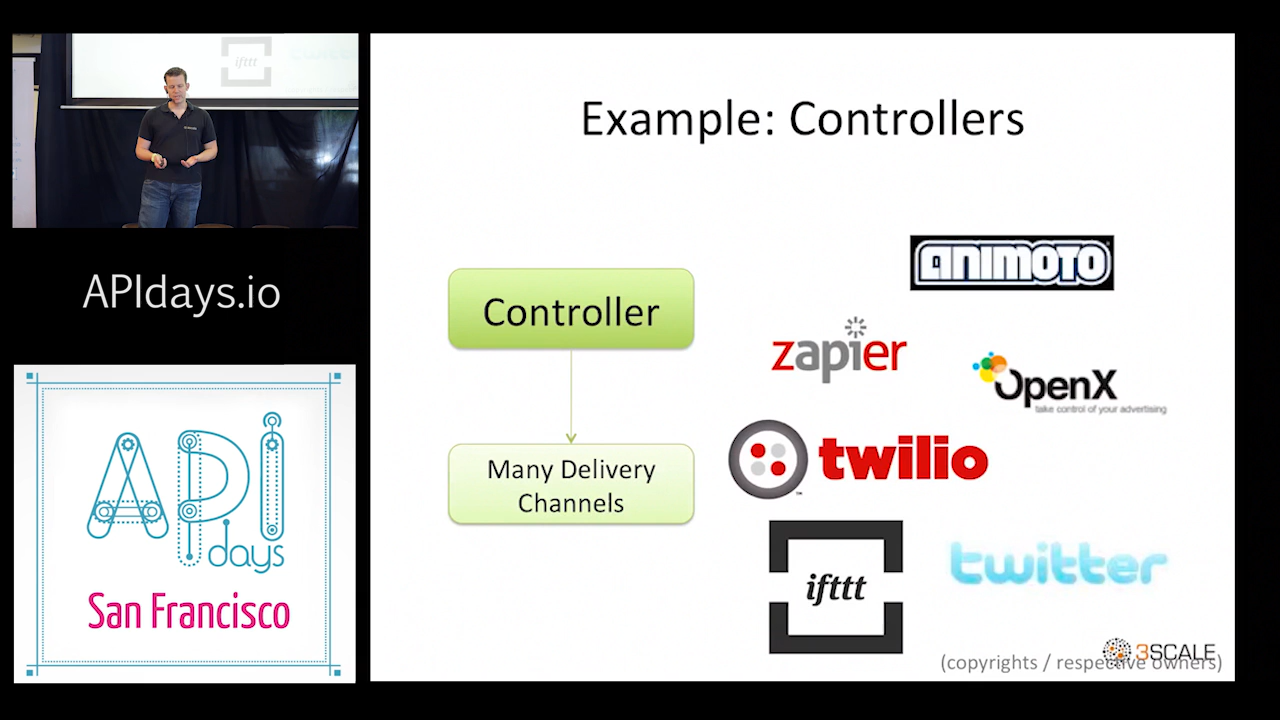 ifttt
APIdays.io
API
days
San Francisco
Example: Controllers
Controller
Many Delivery
Channels
ANIMOTO
zapier
OpenX
take control of your advertising
twilio
ifttt
twitter
3SCALE
(copyrights / respective owners)